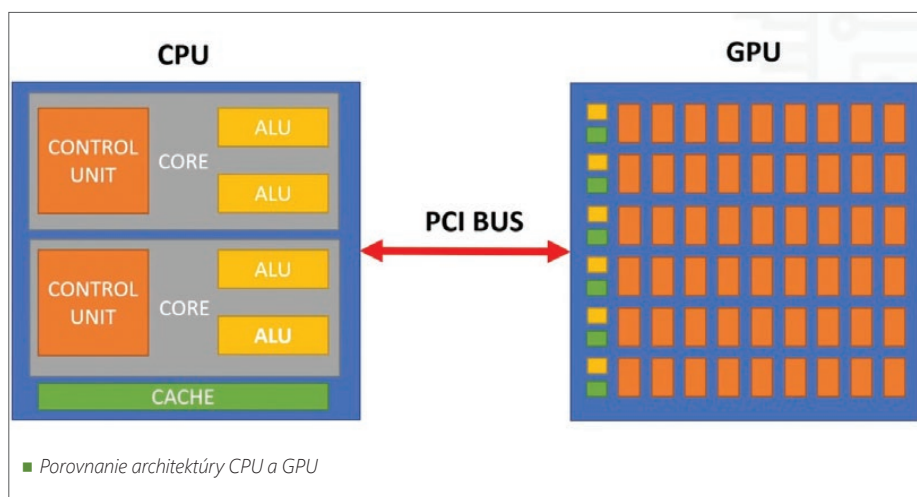 CPU
GPU
CONTROL
UNIT
CORE
ALU
ALU
PCI BUS
CONTROL
UNIT
CORE
ALU
ALU
CACHE
Porovnanie architektúry CPU a GPU